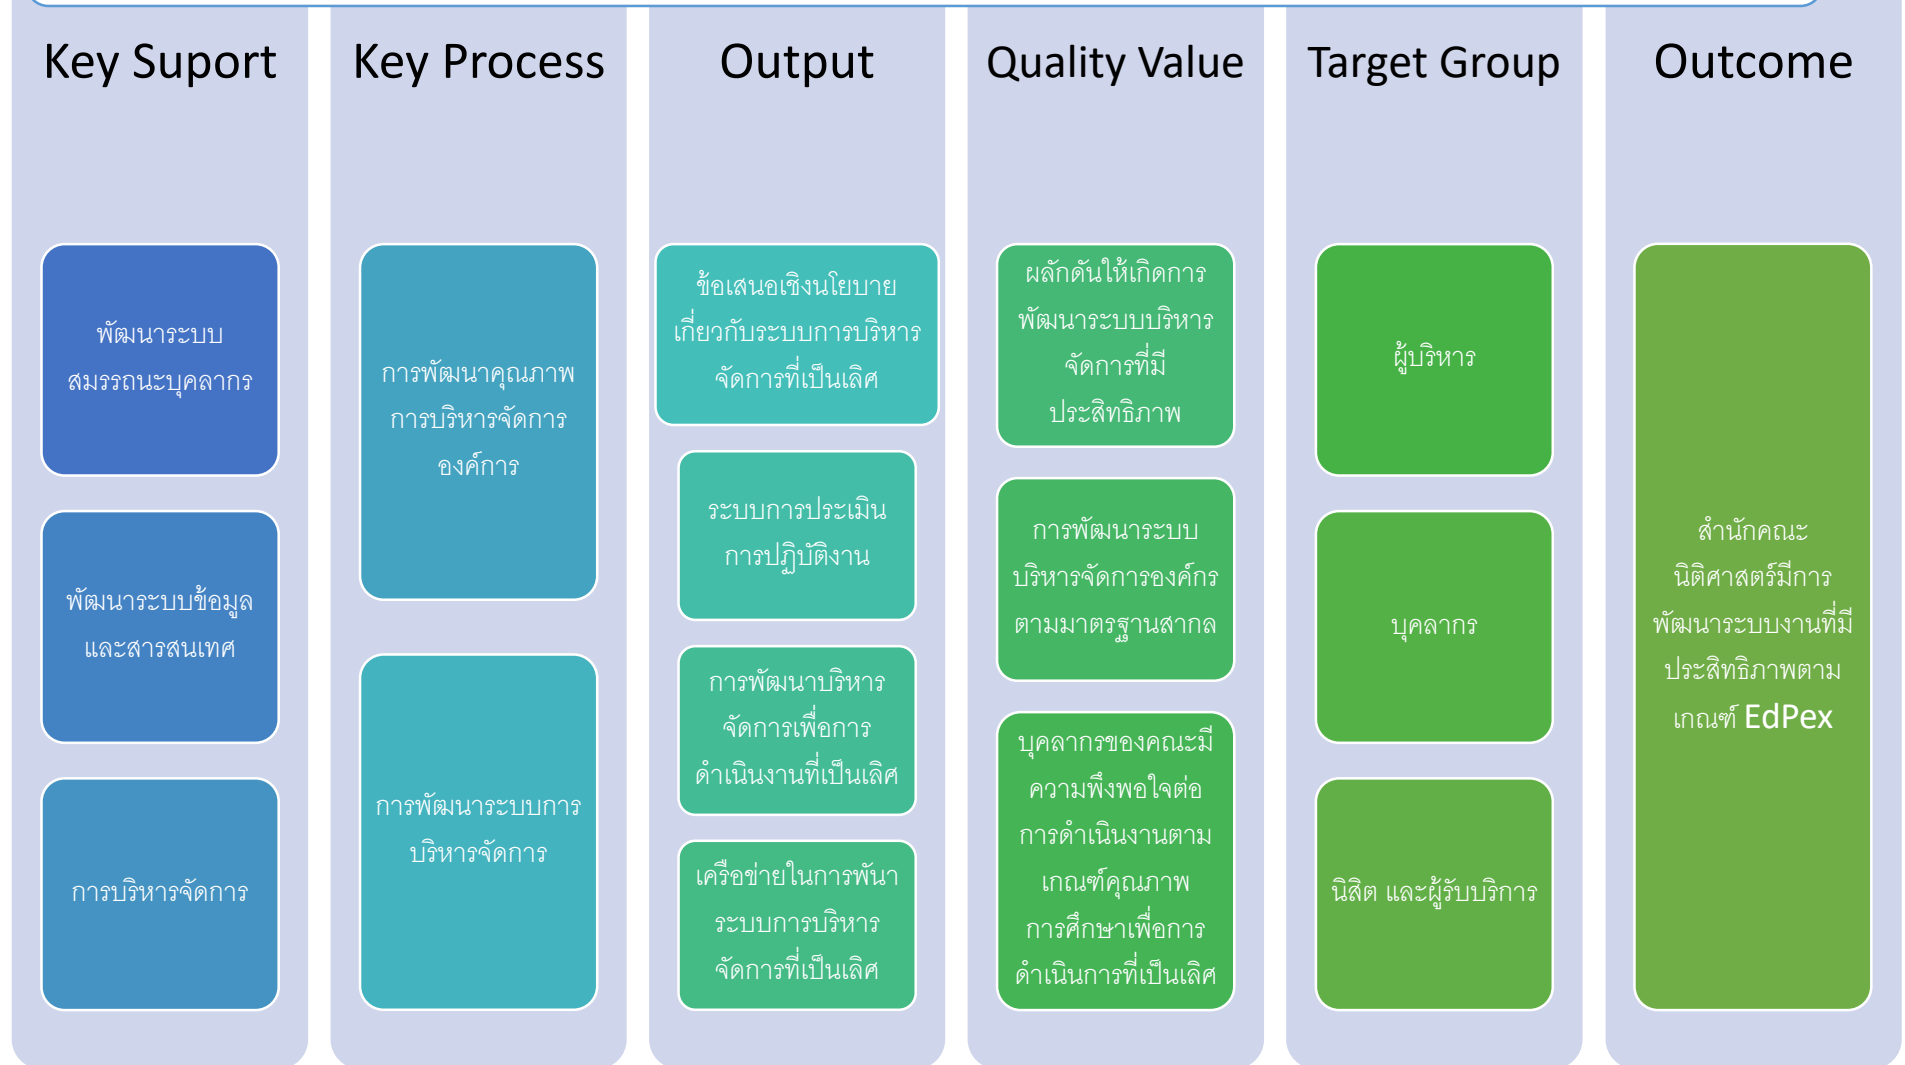 Key Suport
พัฒนาระบบ
สมรรถนะบุคลากร
พัฒนาระบบข้อมูล
และสารสนเทศ
การบริหารจัดการ
Key Process
การพัฒนาคุณภาพ
การบริหารจัดการ
องค์การ
การพัฒนาระบบการ
บริหารจัดการ
Output
ข้อเสนอเชิงนโยบาย
เกี่ยวกับระบบการบริหาร
จัดการที่เป็นเลิศ
ระบบการประเมิน
การปฏิบัติงาน
การพัฒนาบริหาร
จัดการเพื่อการ
ดำเนินงานที่เป็นเลิศ
เครือข่ายในการพันา
ระบบการบริหาร
จัดการที่เป็นเลิศ
Quality Value
ผลักดันให้เกิดการ
พัฒนาระบบบริหาร
จัดการที่มี
ประสิทธิภาพ
การพัฒนาระบบ
บริหารจัดการองค์กร
ตามมาตรฐานสากล
บุคลากรของคณะมี
ความพึงพอใจต่อ
การดำเนินงานตาม
เกณฑ์คุณภาพ
การศึกษาเพื่อการ
ดำเนินการที่เป็นเลิศ
Target Group
ผู้บริหาร
บุคลากร
นิสิต และผู้รับบริการ
Outcome
สำนักคณะ
นิติศาสตร์มีการ
พัฒนาระบบงานที่มี
ประสิทธิภาพตาม
เกณฑ์ EdPex